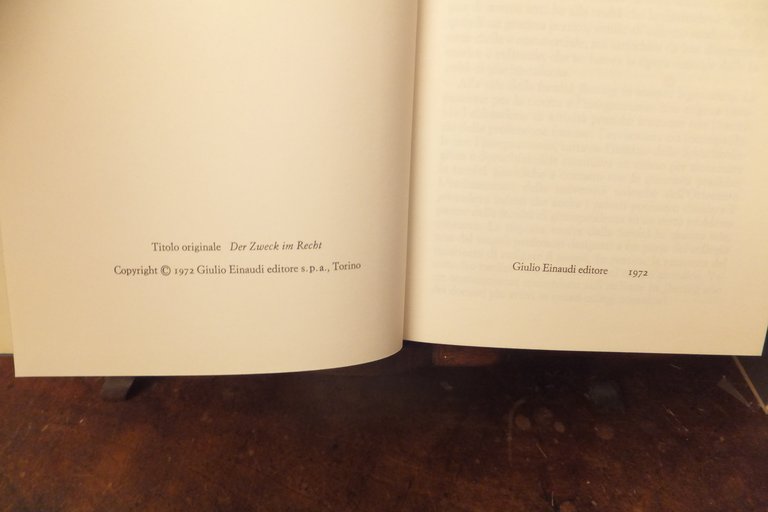 Titolo originale Der Zweck im Recht
Copyright © 1972 Giulio Einaudi editore s.p.a., Torino
Giulio Einaudi editore 1972